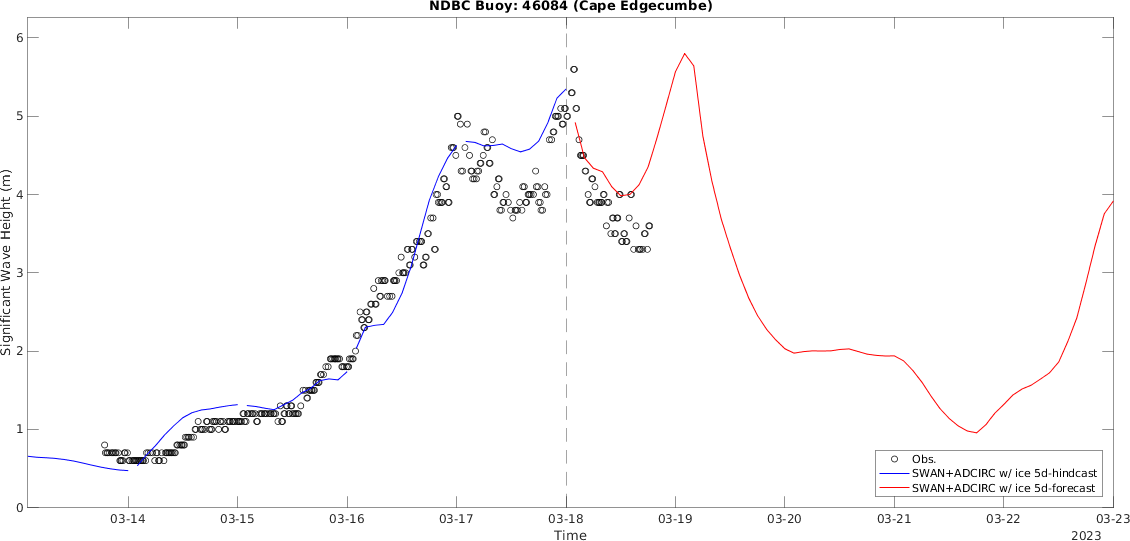 NDBC Buoy: 46084 (Cape Edgecumbe)
Significant Wave Height (m)
6
5
4
3
2
1
0
Obs.
SWAN+ADCIRC w/ ice 5d-hindcast
SWAN+ADCIRC w/ ice 5d-forecast
03-14 03-15 03-16 03-17 03-18 03-19 03-20 03-21 03-22 03-23
Time
2023